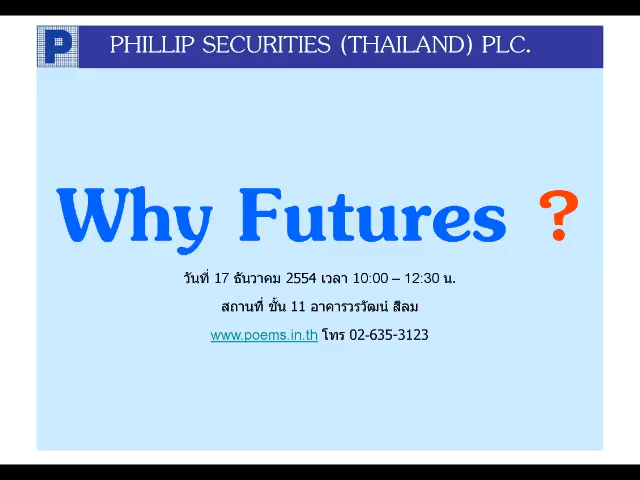 P
PHILLIP SECURITIES (THAILAND) PLC.
Why Futures ?
วันที่ 17 ธันวาคม 2554 เวลา 10:00 – 12:30 น.
สถานที่ ชั้น 11 อาคารวรวัฒน์ สีลม
www.poems.in.th โทร 02-635-3123